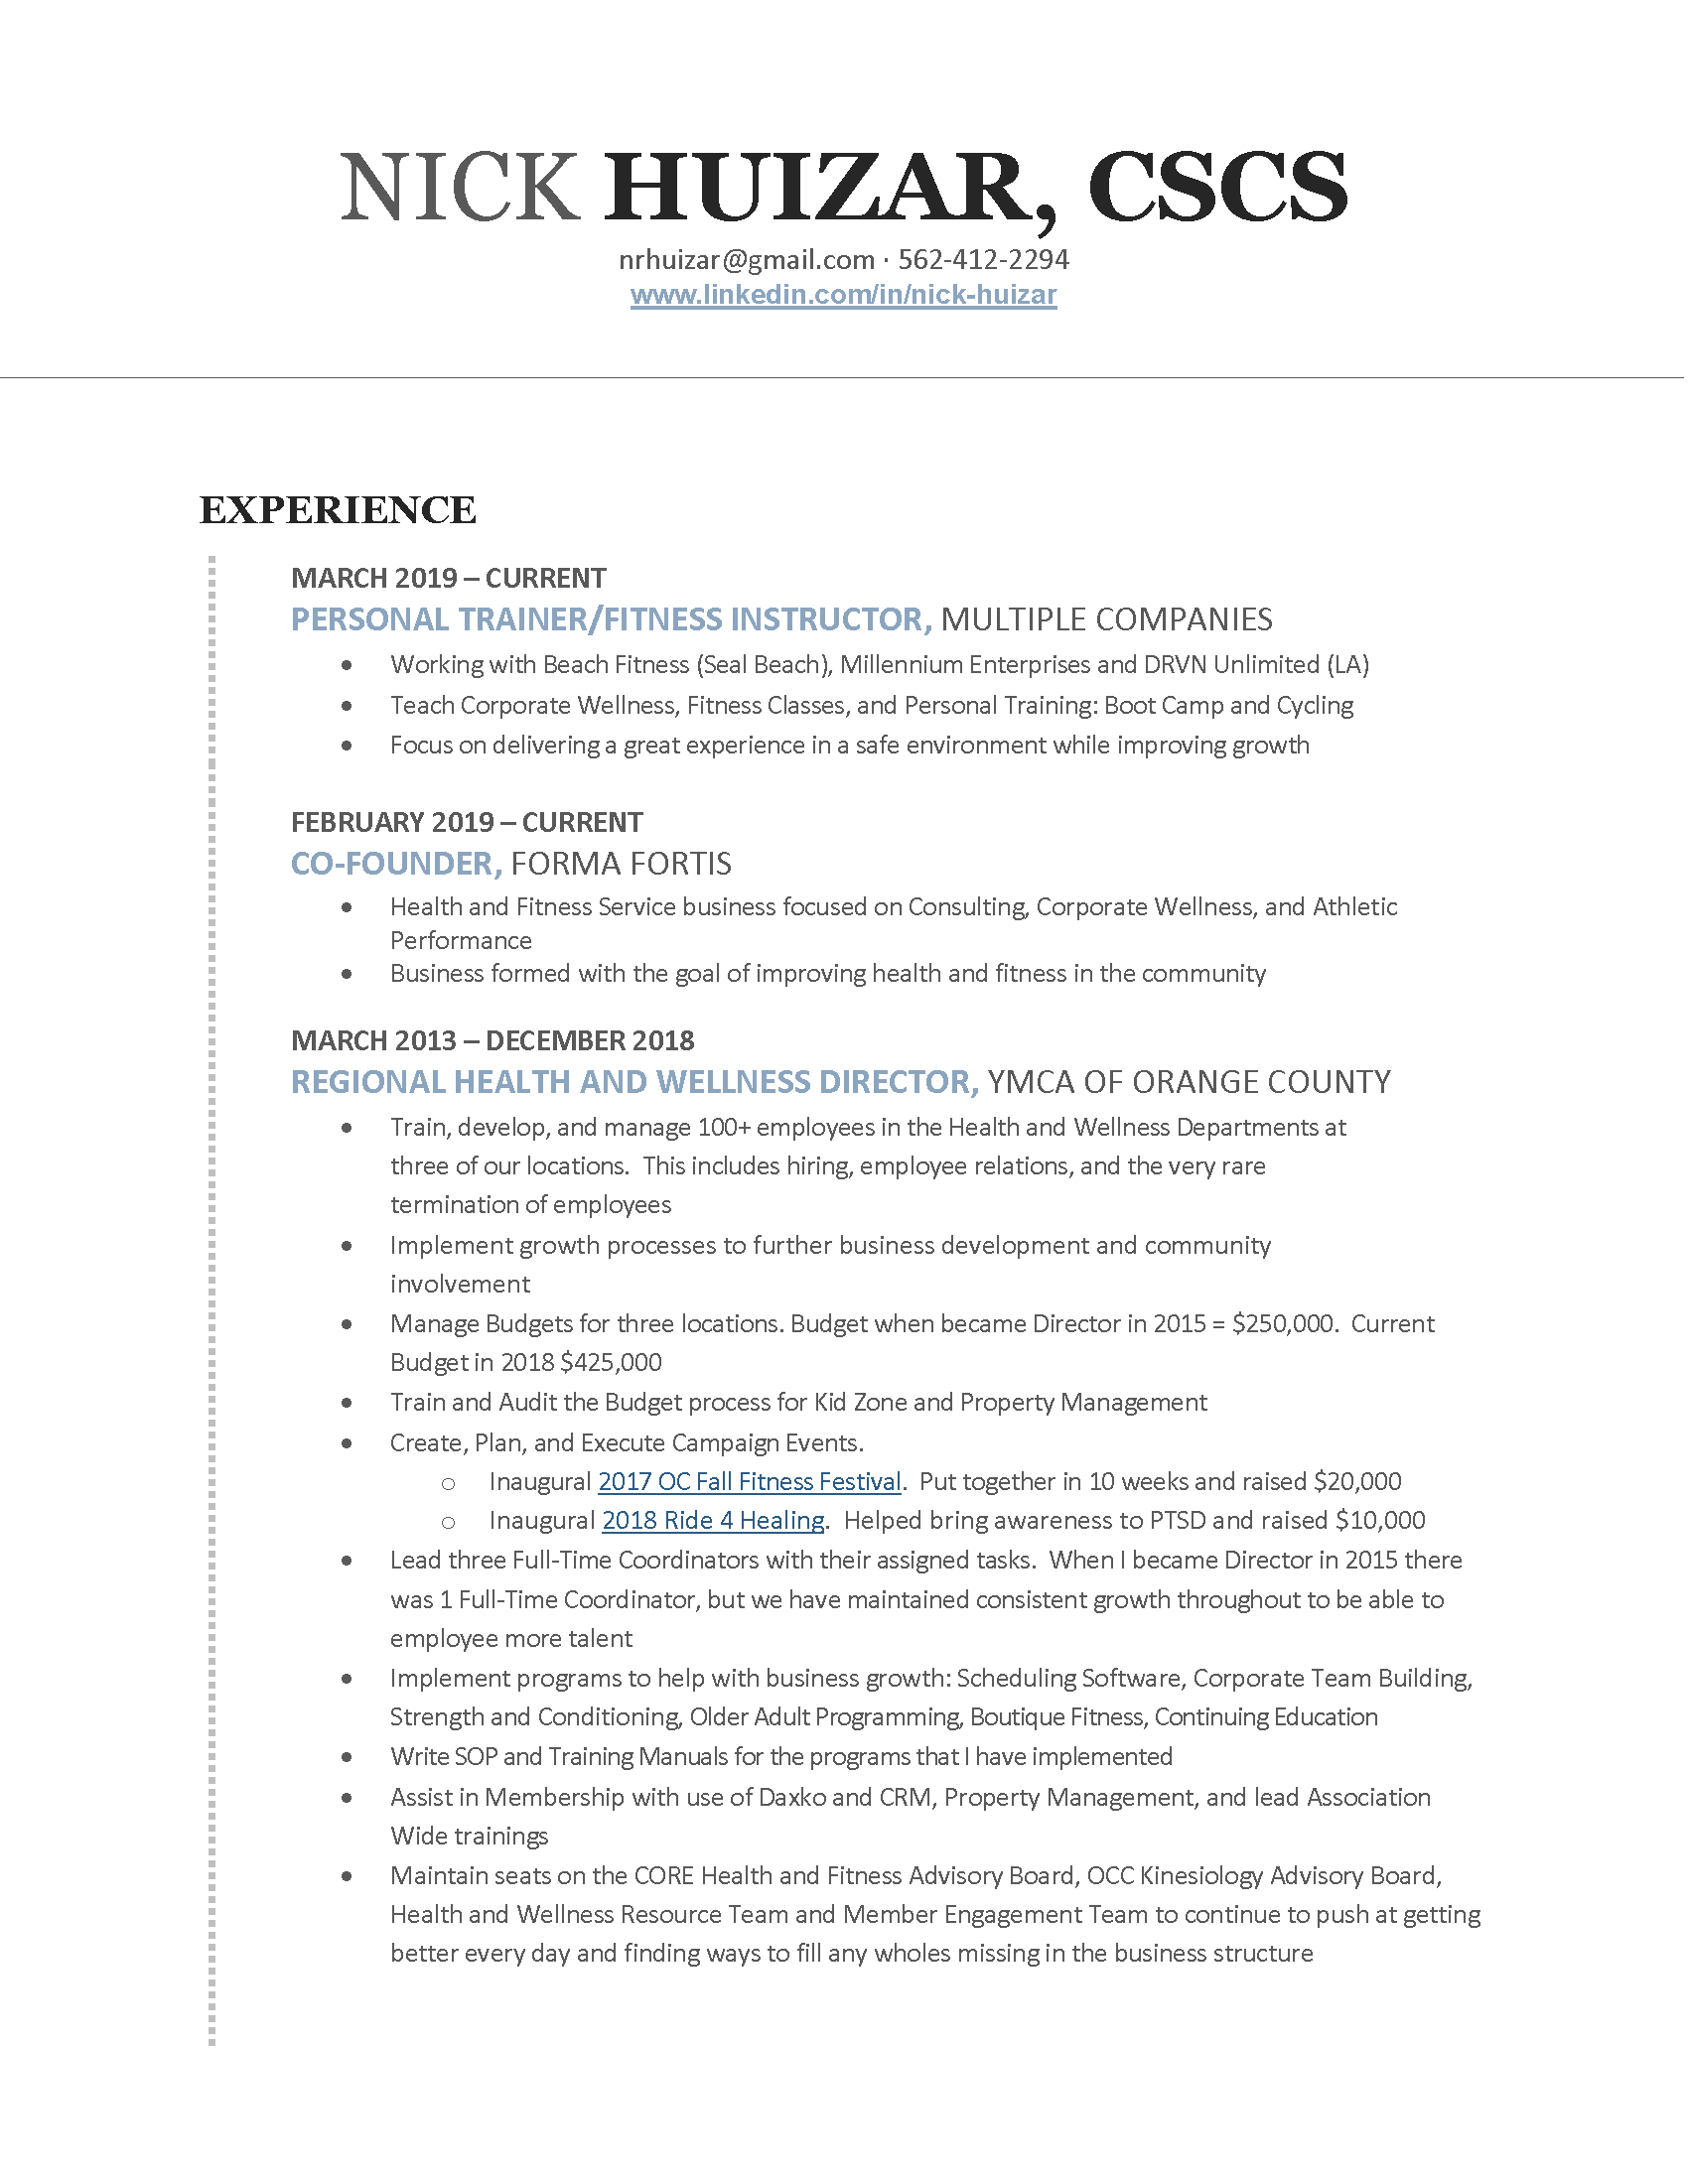 NICK HUIZAR, CSCS
nrhuizar@gmail.com · 562-412-2294
www.linkedin.com/in/nick-huizar
EXPERIENCE
MARCH 2019 – CURRENT
PERSONAL TRAINER/FITNESS INSTRUCTOR, MULTIPLE COMPANIES
• Working with Beach Fitness (Seal Beach), Millennium Enterprises and DRVN Unlimited (LA)
• Teach Corporate Wellness, Fitness Classes, and Personal Training: Boot Camp and Cycling
• Focus on delivering a great experience in a safe environment while improving growth
FEBRUARY 2019 – CURRENT
CO-FOUNDER, FORMA FORTIS
• Health and Fitness Service business focused on Consulting, Corporate Wellness, and Athletic
Performance
• Business formed with the goal of improving health and fitness in the community
MARCH 2013 – DECEMBER 2018
REGIONAL HEALTH AND WELLNESS DIRECTOR, YMCA OF ORANGE COUNTY
• Train, develop, and manage 100+ employees in the Health and Wellness Departments at
three of our locations.  This includes hiring, employee relations, and the very rare
termination of employees
• Implement growth processes to further business development and community
involvement
• Manage Budgets for three locations. Budget when became Director in 2015 = $250,000.  Current
Budget in 2018 $425,000
• Train and Audit the Budget process for Kid Zone and Property Management
• Create, Plan, and Execute Campaign Events.
o Inaugural 2017 OC Fall Fitness Festival.  Put together in 10 weeks and raised $20,000
o Inaugural 2018 Ride 4 Healing.  Helped bring awareness to PTSD and raised $10,000
• Lead three Full-Time Coordinators with their assigned tasks.  When I became Director in 2015 there
was 1 Full-Time Coordinator, but we have maintained consistent growth throughout to be able to
employee more talent
• Implement programs to help with business growth: Scheduling Software, Corporate Team Building,
Strength and Conditioning, Older Adult Programming, Boutique Fitness, Continuing Education
• Write SOP and Training Manuals for the programs that I have implemented
• Assist in Membership with use of Daxko and CRM, Property Management, and lead Association
Wide trainings
• Maintain seats on the CORE Health and Fitness Advisory Board, OCC Kinesiology Advisory Board,
Health and Wellness Resource Team and Member Engagement Team to continue to push at getting
better every day and finding ways to fill any wholes missing in the business structure